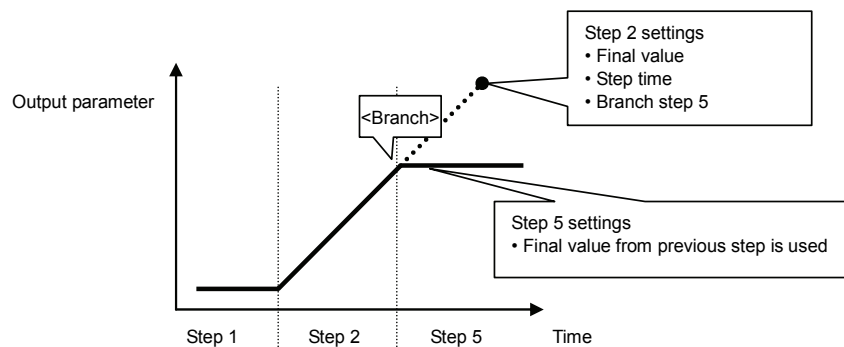 Step 2 settings
• Final value
• Step time
• Branch step 5
Output parameter
<Branch>
Step 5 settings
• Final value from previous step is used
Step 1
Step 2
Step 5
Time